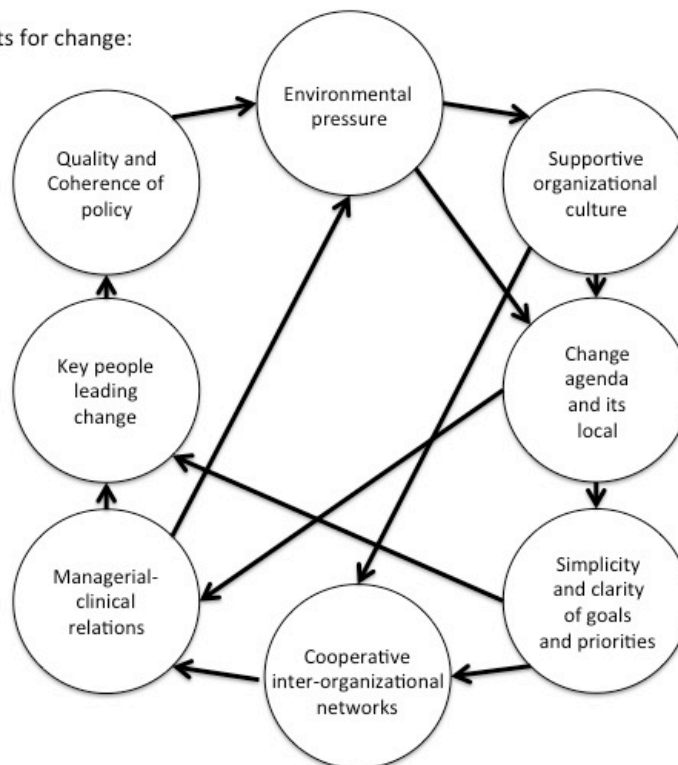 ts for change:
Environmental
pressure
Quality and
Coherence of
policy
Supportive
organizational
culture
Key people
leading
change
Change
agenda
and its
local
Managerial-
clinical
relations
Simplicity
and clarity
of goals
and priorities
Cooperative
inter-organizational
networks